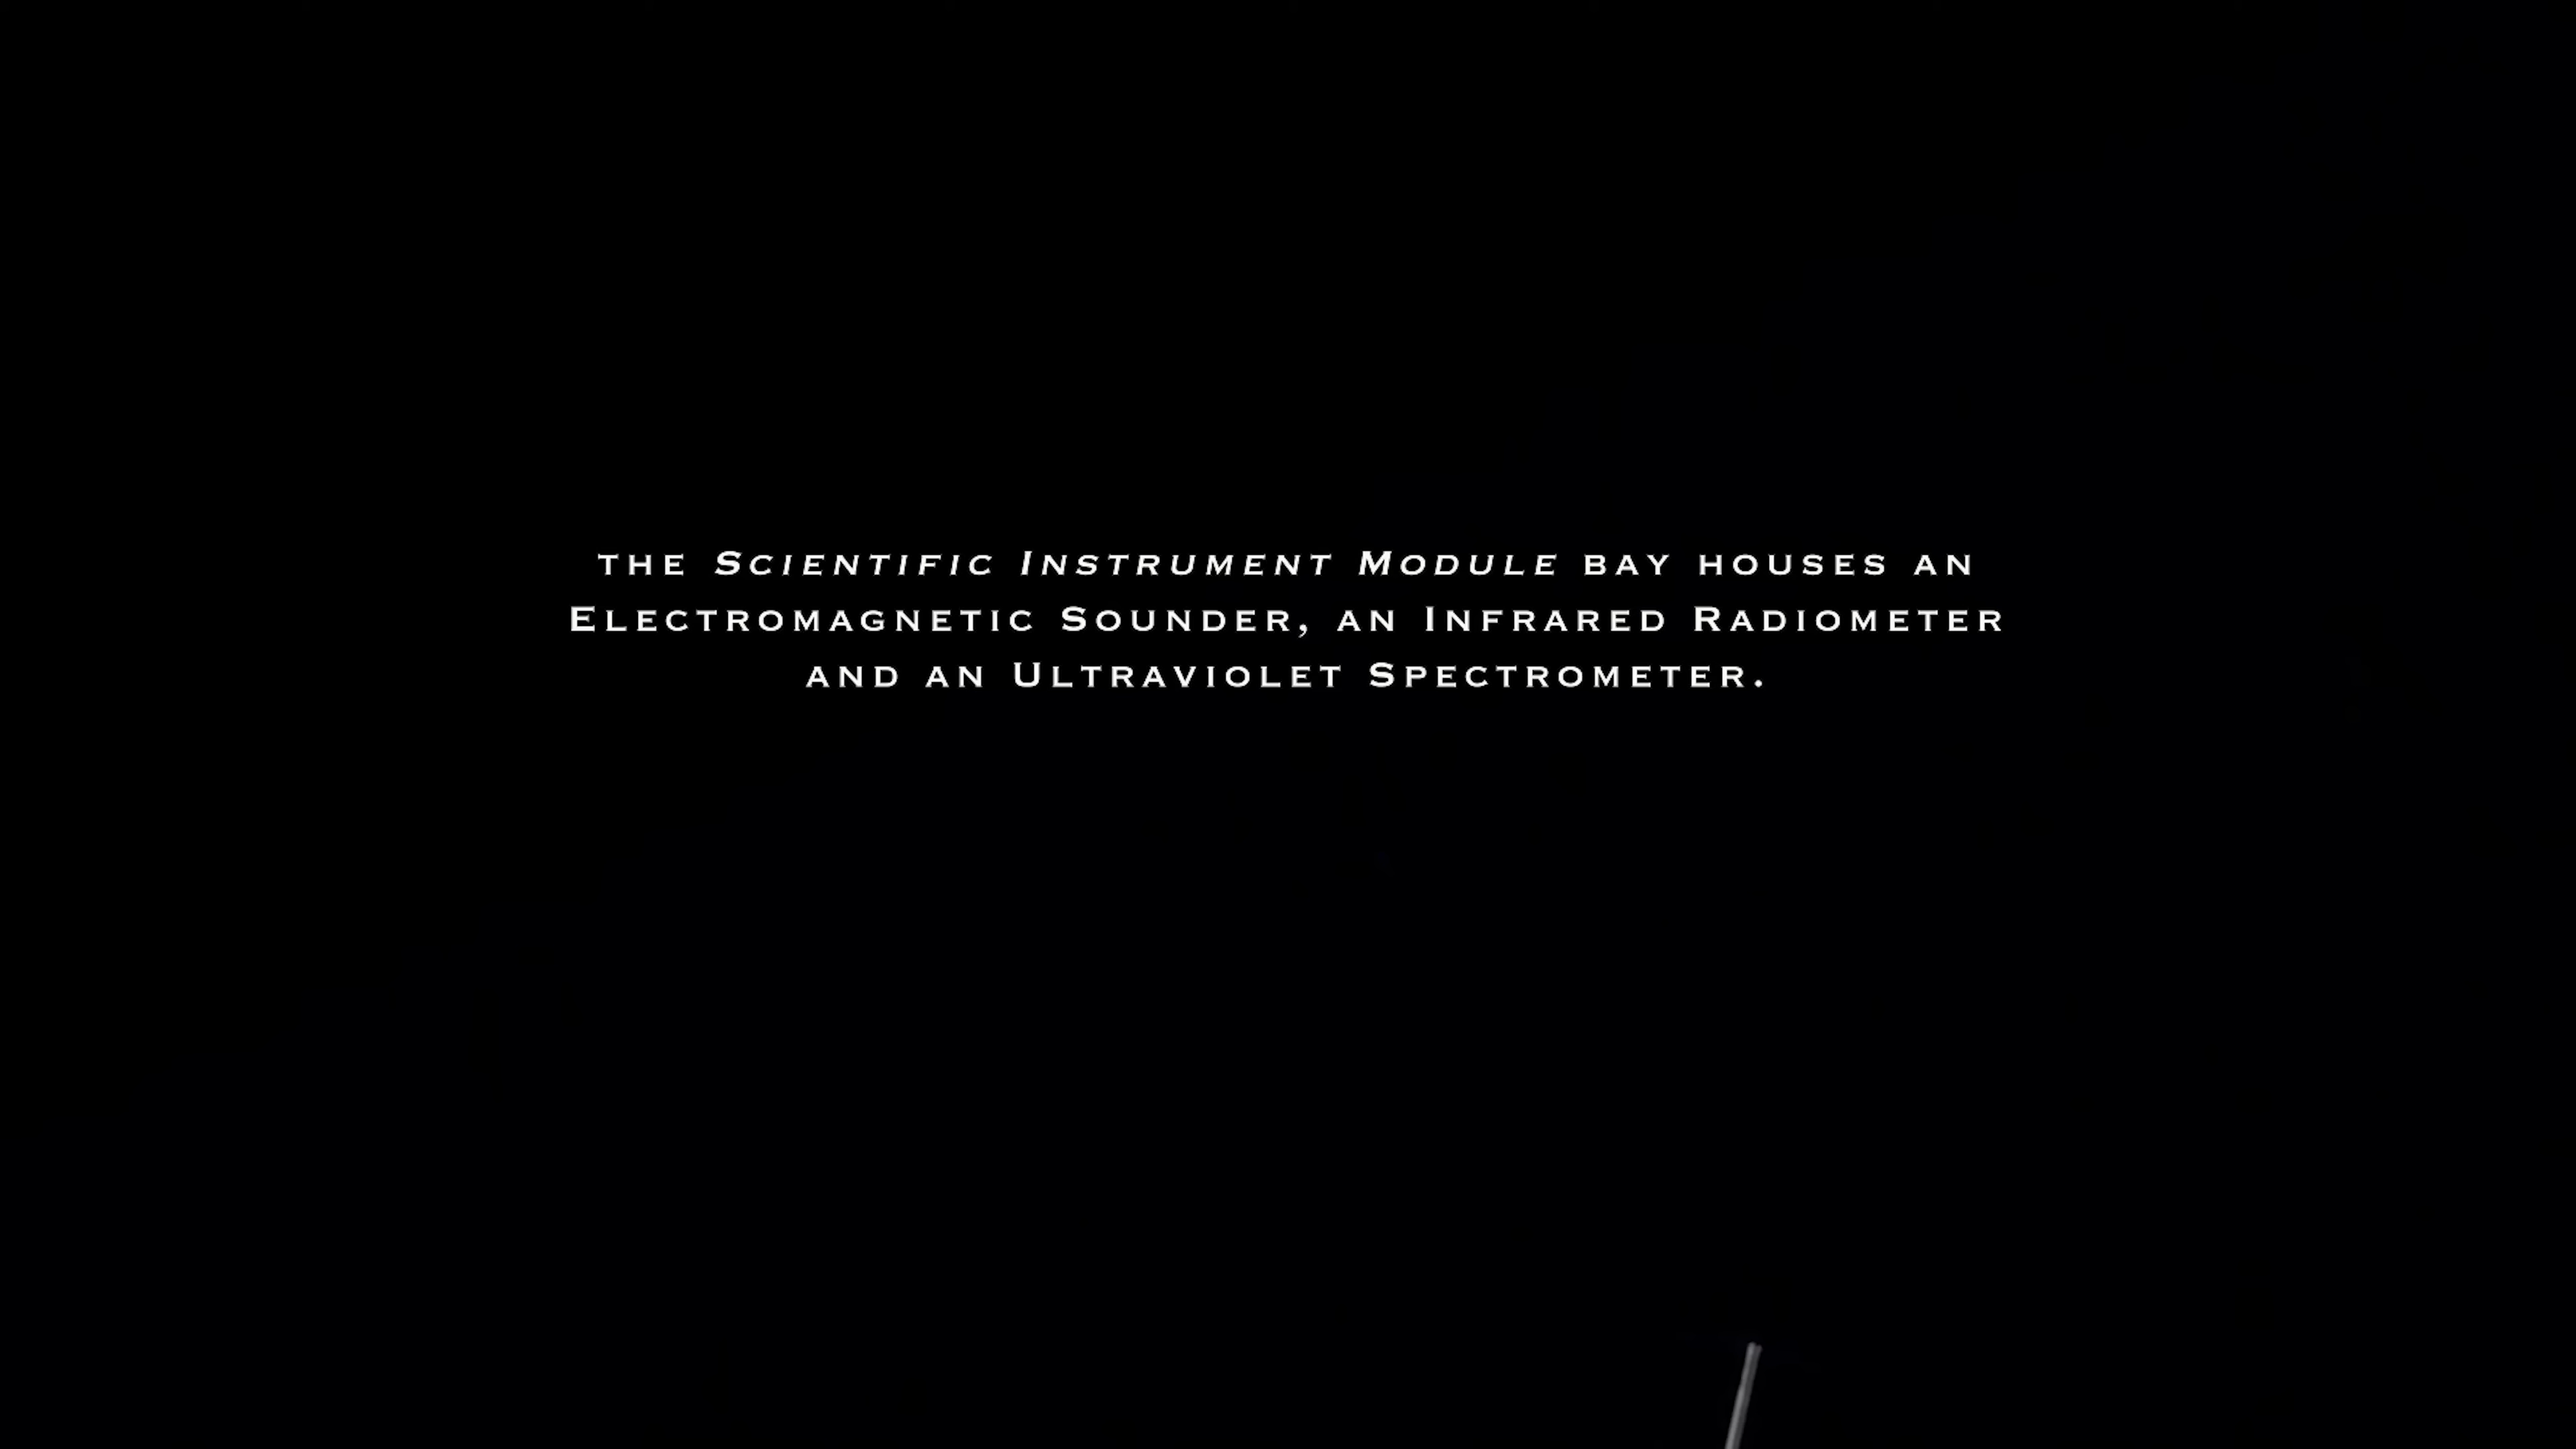 THE SCIENTIFIC INSTRUMENT MODULE BAY HOUSES AN
ELECTROMAGNETIC SOUNDER, AN INFRARED RADIOMETER
AND AN ULTRAVIOLET SPECTROMETER.